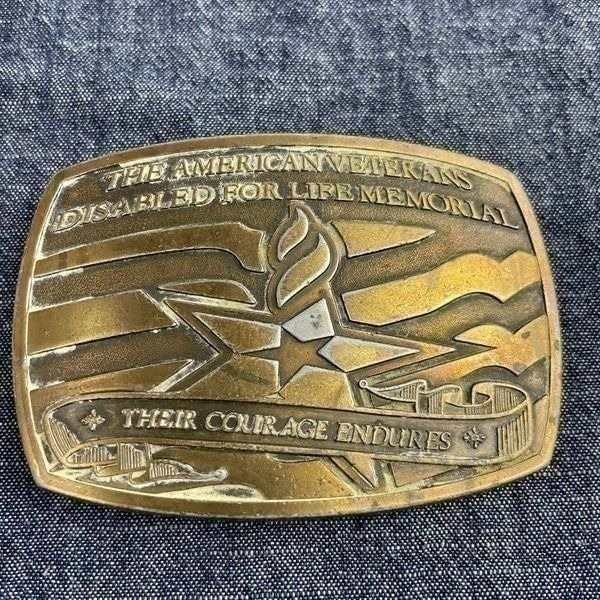 THE AMERICAN VETERANS
DISABLED FOR LIFE MEMORIAL
THEIR COURAGE ENDURES